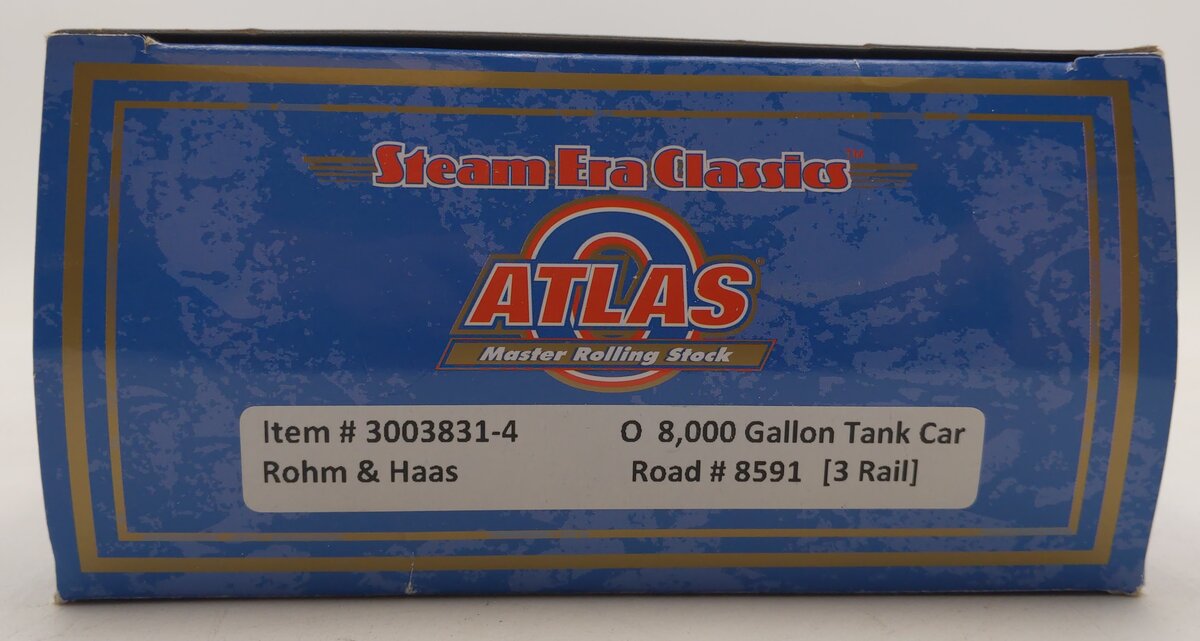 Steam Era Classics™
ATLAS®
Master Rolling Stock
Item # 3003831-4 O 8,000 Gallon Tank Car
Rohm & Haas Road # 8591 [3 Rail]